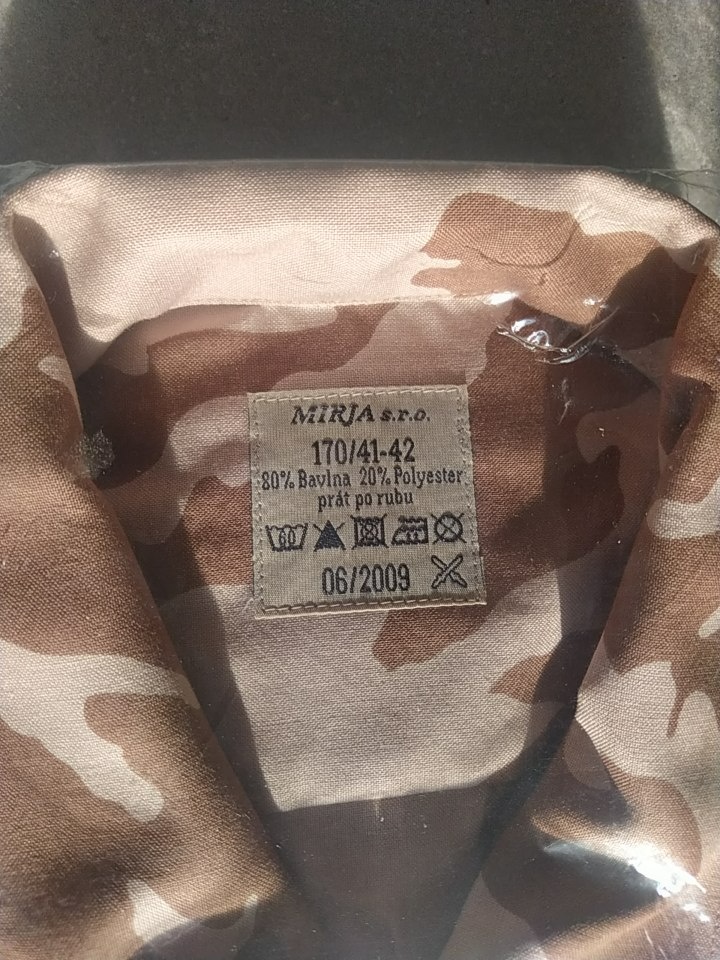 MIRJA s.r.o.
170/41-42
80% Bavlna 20% Polyester
prát po rubu
60
06/2009